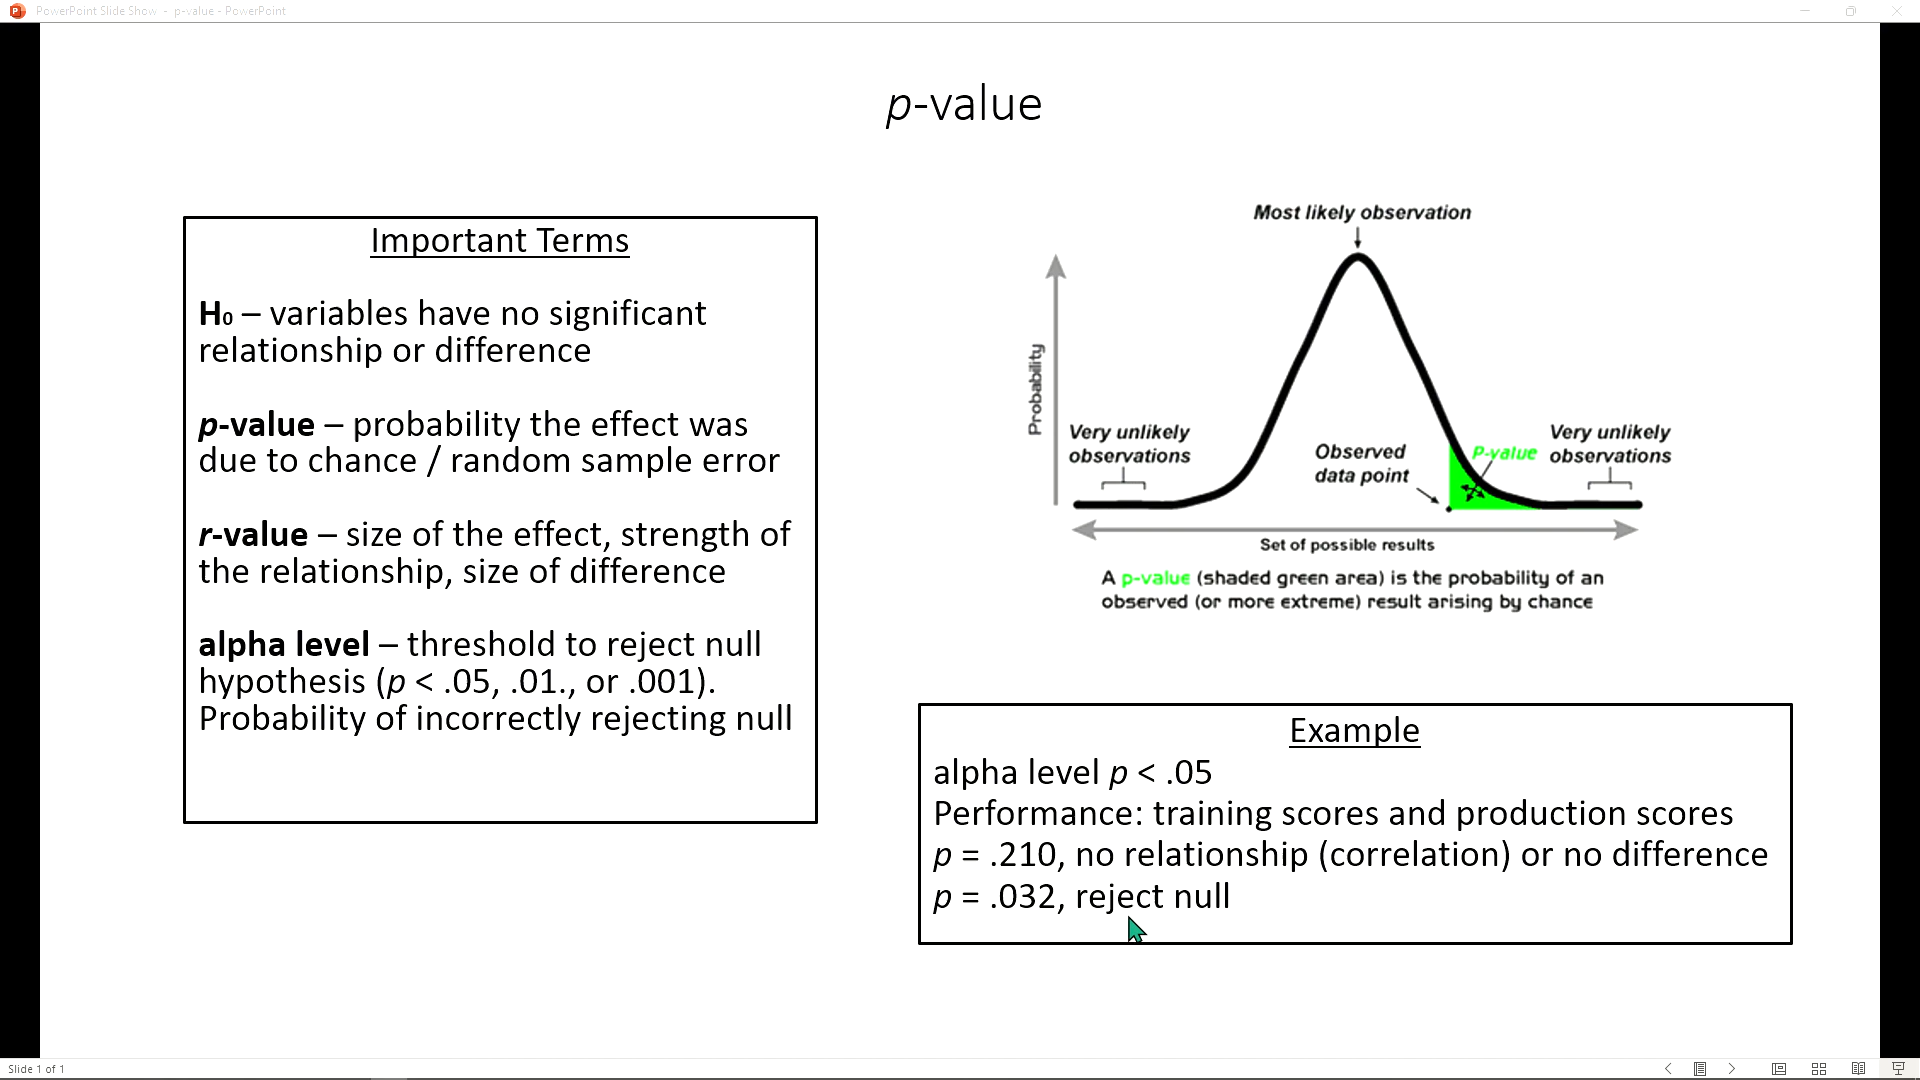 PowerPoint Slide Show - p-value - PowerPoint
p-value
Important Terms
H₀ – variables have no significant
relationship or difference
p-value – probability the effect was
due to chance / random sample error
r-value – size of the effect, strength of
the relationship, size of difference
alpha level – threshold to reject null
hypothesis (p < .05, .01., or .001).
Probability of incorrectly rejecting null
Most likely observation
Probability
Very unlikely
observations
Observed
data point
P-value
Very unlikely
observations
Set of possible results
A p-value (shaded green area) is the probability of an
observed (or more extreme) result arising by chance
Example
alpha level p < .05
Performance: training scores and production scores
p = .210, no relationship (correlation) or no difference
p = .032, reject null
Slide 1 of 1